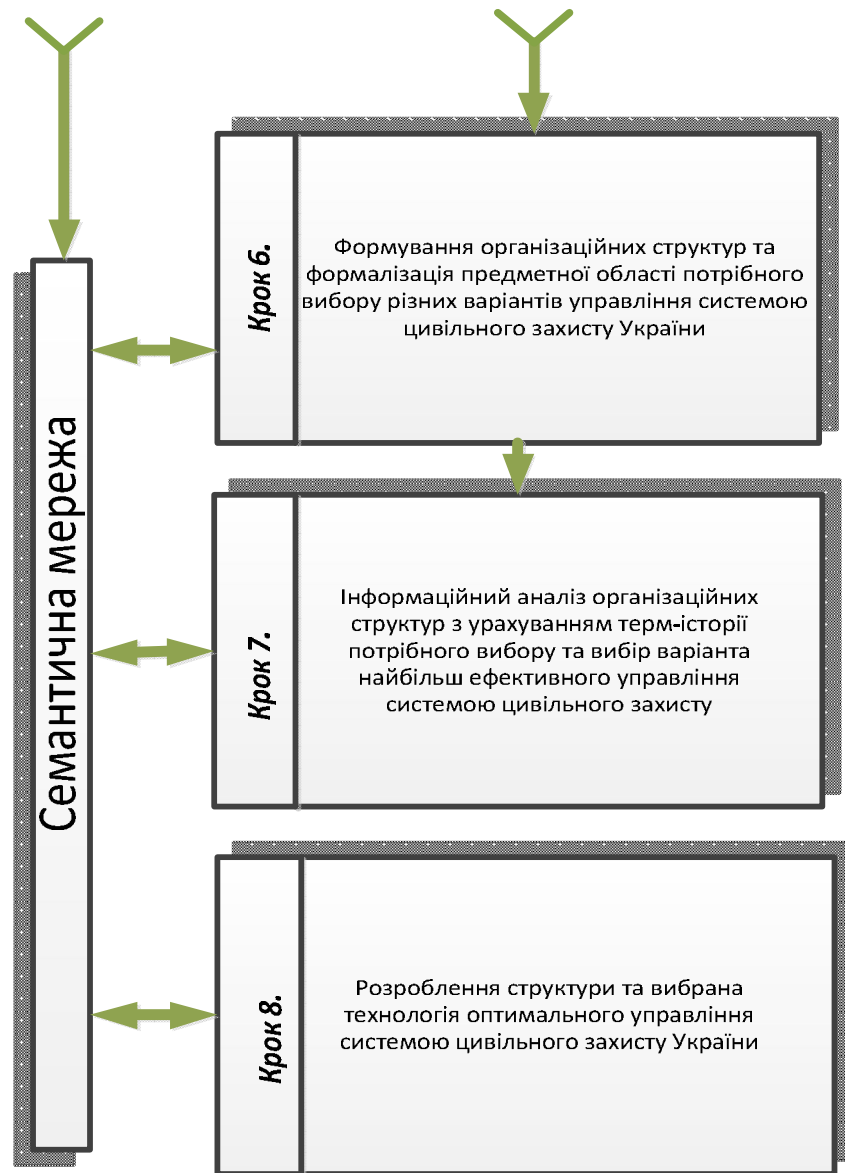 Семантична мережа
Крок 6.
Формування організаційних структур та
формалізація предметної області потрібного
вибору різних варіантів управління системою
цивільного захисту України
Крок 7.
Інформаційний аналіз організаційних
структур з урахуванням терм-історії
потрібного вибору та вибір варіанта
найбільш ефективного управління
системою цивільного захисту
Крок 8.
Розроблення структури та вибрана
технологія оптимального управління
системою цивільного захисту України